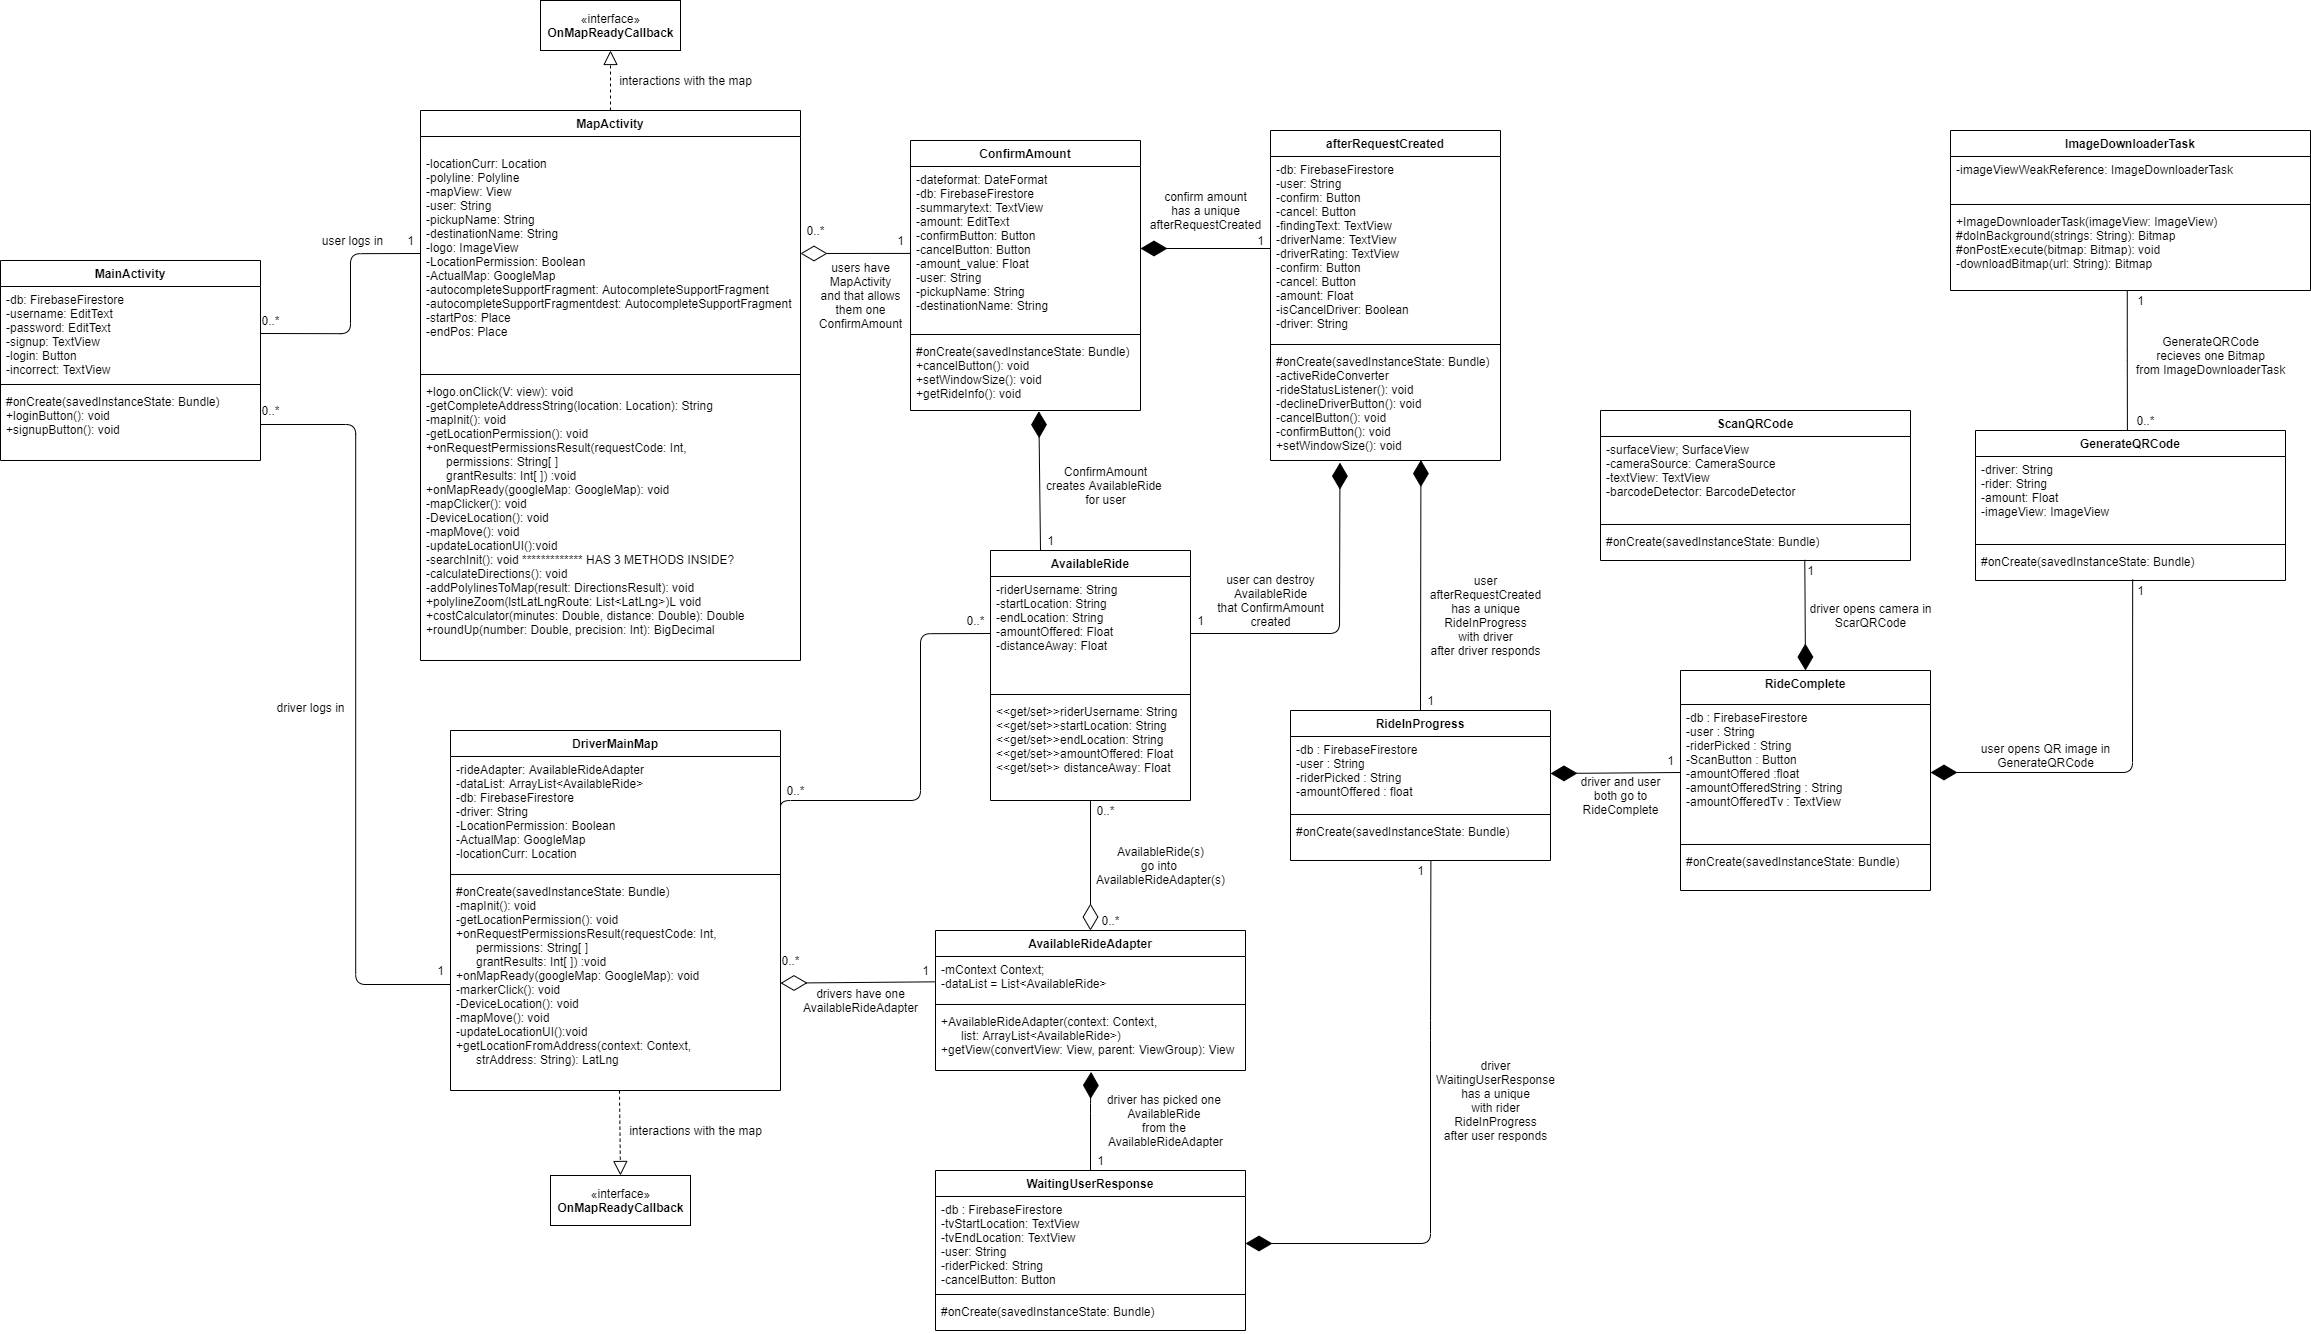 «interface»
OnMapReadyCallback
interactions with the map
MapActivity
-locationCurr: Location
-polyline: Polyline
-mapView: View
-user: String
-pickupName: String
-destinationName: String
-logo: ImageView
-LocationPermission: Boolean
-ActualMap: GoogleMap
-autocompleteSupportFragment: AutocompleteSupportFragment
-autocompleteSupportFragmentdest: AutocompleteSupportFragment
-startPos: Place
-endPos: Place
+logo.onClick(V: view): void
-getCompleteAddressString(location: Location): String
-mapInit(): void
-getLocationPermission(): void
+onRequestPermissionsResult(requestCode: Int,
permissions: String[ ]
grantResults: Int[ ]) :void
+onMapReady(googleMap: GoogleMap): void
-mapClicker(): void
-DeviceLocation(): void
-mapMove(): void
-updateLocationUI():void
-searchInit(): void ************* HAS 3 METHODS INSIDE?
-calculateDirections(): void
-addPolylinesToMap(result: DirectionsResult): void
+polylineZoom(lstLatLngRoute: List<LatLng>)L void
+costCalculator(minutes: Double, distance: Double): Double
+roundUp(number: Double, precision: Int): BigDecimal
user logs in
1
0..*
MainActivity
-db: FirebaseFirestore
-username: EditText
-password: EditText
-signup: TextView
-login: Button
-incorrect: TextView
#onCreate(savedInstanceState: Bundle)
+loginButton(): void
+signupButton(): void
0..*
driver logs in
1
0..*
1
users have
MapActivity
and that allows
them one
ConfirmAmount
ConfirmAmount
-dateformat: DateFormat
-db: FirebaseFirestore
-summarytext: TextView
-amount: EditText
-confirmButton: Button
-cancelButton: Button
-amount_value: Float
-user: String
-pickupName: String
-destinationName: String
#onCreate(savedInstanceState: Bundle)
+cancelButton(): void
+setWindowSize(): void
+getRideInfo(): void
confirm amount
has a unique
afterRequestCreated
1
afterRequestCreated
-db: FirebaseFirestore
-user: String
-confirm: Button
-cancel: Button
-findingText: TextView
-driverName: TextView
-driverRating: TextView
-confirm: Button
-cancel: Button
-amount: Float
-isCancelDriver: Boolean
-driver: String
#onCreate(savedInstanceState: Bundle)
-activeRideConverter
-rideStatusListener(): void
-declineDriverButton(): void
-cancelButton(): void
-confirmButton(): void
+setWindowSize(): void
ConfirmAmount
creates AvailableRide
for user
1
AvailableRide
-riderUsername: String
-startLocation: String
-endLocation: String
-amountOffered: Float
-distanceAway: Float
<<get/set>>riderUsername: String
<<get/set>>startLocation: String
<<get/set>>endLocation: String
<<get/set>>amountOffered: Float
<<get/set>> distanceAway: Float
user can destroy
AvailableRide
that ConfirmAmount
created
1
0..*
0..*
user
afterRequestCreated
has a unique
RideInProgress
with driver
after driver responds
1
DriverMainMap
-rideAdapter: AvailableRideAdapter
-dataList: ArrayList<AvailableRide>
-db: FirebaseFirestore
-driver: String
-LocationPermission: Boolean
-ActualMap: GoogleMap
-locationCurr: Location
#onCreate(savedInstanceState: Bundle)
-mapInit(): void
-getLocationPermission(): void
+onRequestPermissionsResult(requestCode: Int,
permissions: String[ ]
grantResults: Int[ ]) :void
+onMapReady(googleMap: GoogleMap): void
-markerClick(): void
-DeviceLocation(): void
-mapMove(): void
-updateLocationUI():void
+getLocationFromAddress(context: Context,
strAddress: String): LatLng
interactions with the map
«interface»
OnMapReadyCallback
0..*
AvailableRide(s)
go into
AvailableRideAdapter(s)
0..*
0..*
1
drivers have one
AvailableRideAdapter
AvailableRideAdapter
-mContext Context;
-dataList = List<AvailableRide>
+AvailableRideAdapter(context: Context,
list: ArrayList<AvailableRide>)
+getView(convertView: View, parent: ViewGroup): View
driver has picked one
AvailableRide
from the
AvailableRideAdapter
1
WaitingUserResponse
-db : FirebaseFirestore
-tvStartLocation: TextView
-tvEndLocation: TextView
-user: String
-riderPicked: String
-cancelButton: Button
#onCreate(savedInstanceState: Bundle)
RideInProgress
-db : FirebaseFirestore
-user : String
-riderPicked : String
-amountOffered : float
#onCreate(savedInstanceState: Bundle)
1
driver
WaitingUserResponse
has a unique
with rider
RideInProgress
after user responds
1
driver and user
both go to
RideComplete
RideComplete
-db : FirebaseFirestore
-user : String
-riderPicked : String
-ScanButton : Button
-amountOffered :float
-amountOfferedString : String
-amountOfferedTv : TextView
#onCreate(savedInstanceState: Bundle)
ScanQRCode
-surfaceView; SurfaceView
-cameraSource: CameraSource
-textView: TextView
-barcodeDetector: BarcodeDetector
#onCreate(savedInstanceState: Bundle)
1
driver opens camera in
ScarQRCode
ImageDownloaderTask
-imageViewWeakReference: ImageDownloaderTask
+ImageDownloaderTask(imageView: ImageView)
#doInBackground(strings: String): Bitmap
#onPostExecute(bitmap: Bitmap): void
-downloadBitmap(url: String): Bitmap
1
GenerateQRCode
recieves one Bitmap
from ImageDownloaderTask
0..*
GenerateQRCode
-driver: String
-rider: String
-amount: Float
-imageView: ImageView
#onCreate(savedInstanceState: Bundle)
1
user opens QR image in
GenerateQRCode